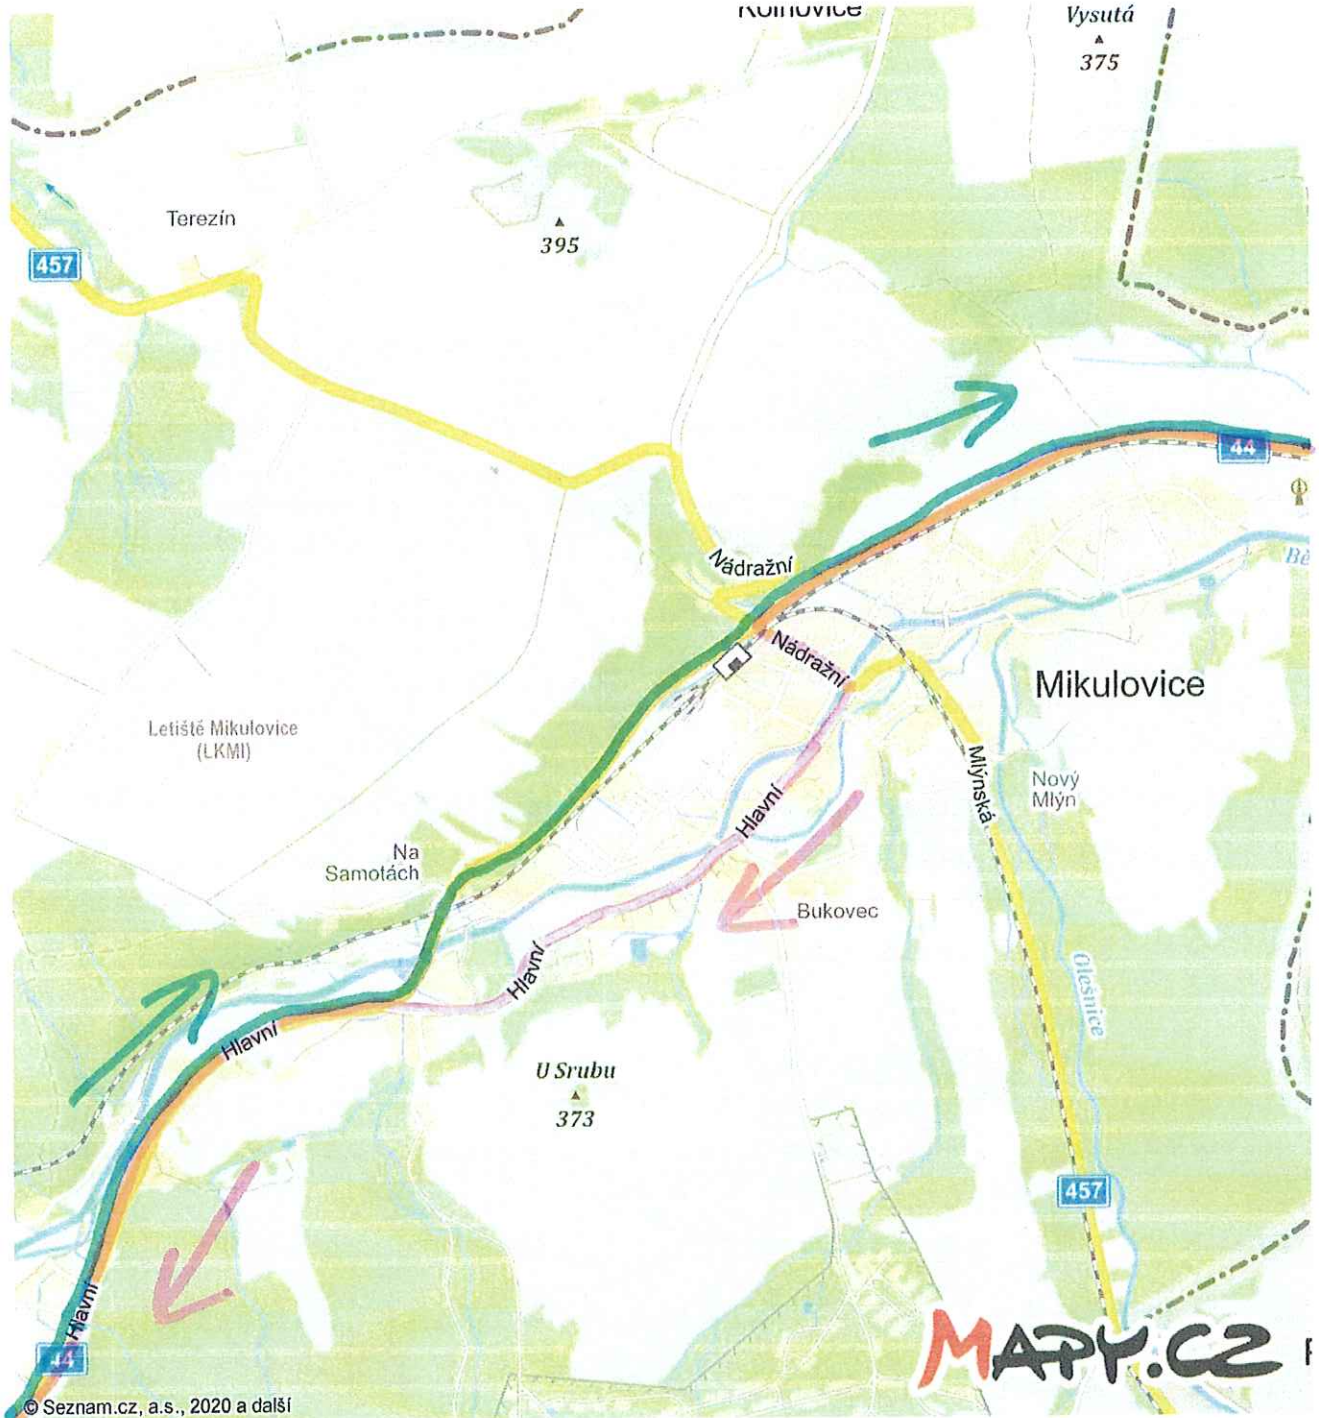 Vysutá
375
Terezín
457
395
44
Nádražní
Nádražní
Mikulovice
Letiště Mikulovice
(LKMI)
Mlýnská
Nový
Mlýn
Hlavní
Na
Samotách
Bukovec
Hlavní
Olešnice
Hlavní
U Srubu
373
457
Hlavní
44
MAPY.CZ
© Seznam.cz, a.s., 2020 a další